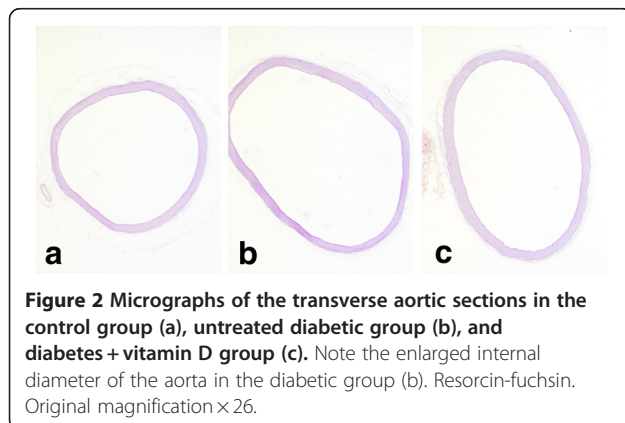 a
b
c
Figure 2 Micrographs of the transverse aortic sections in the
control group (a), untreated diabetic group (b), and
diabetes + vitamin D group (c). Note the enlarged internal
diameter of the aorta in the diabetic group (b). Resorcin-fuchsin.
Original magnification × 26.